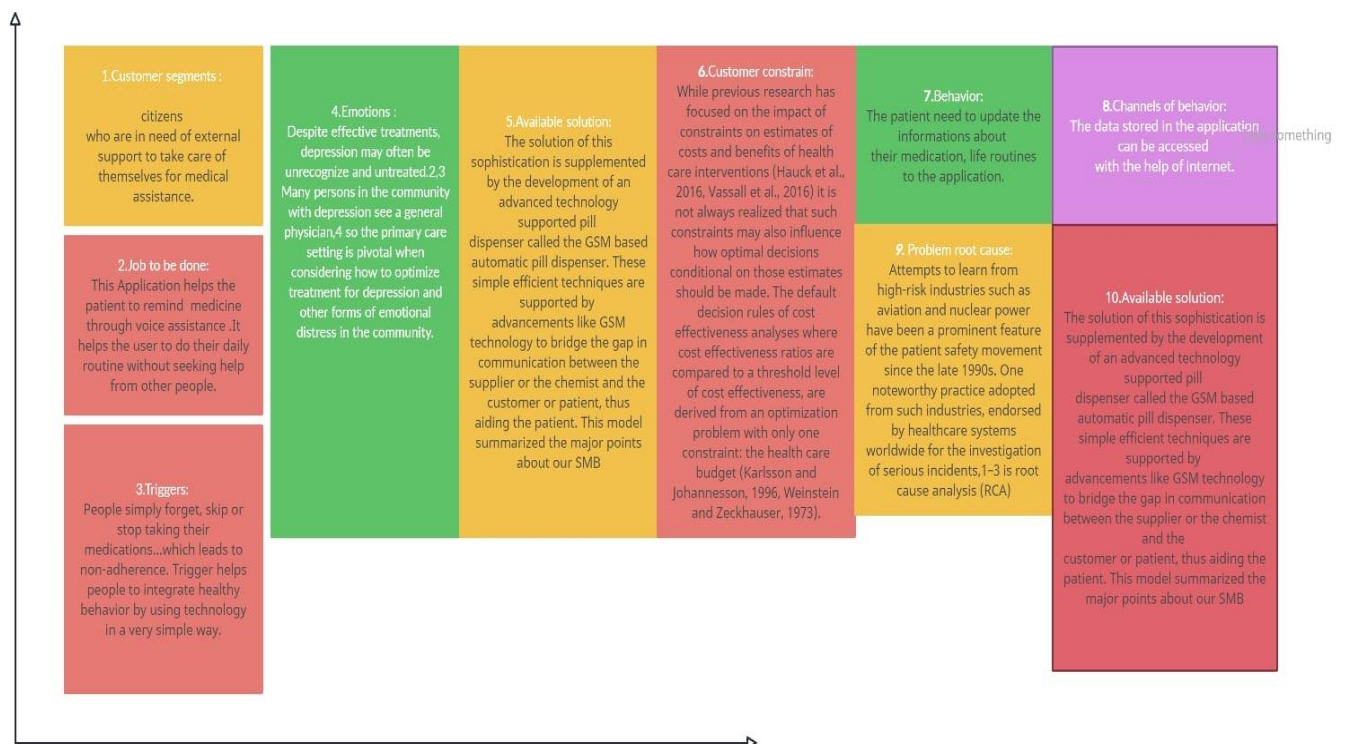 1.Customer segments :
citizens
who are in need of external
support to take care of
themselves for medical
assistance.
2.Job to be done:
This Application helps the
patient to remind medicine
through voice assistance .It
helps the user to do their daily
routine without seeking help
from other people.
3.Triggers:
People simply forget, skip or
stop taking their
medications...which leads to
non-adherence. Trigger helps
people to integrate healthy
behavior by using technology
in a very simple way.
4.Emotions :
Despite effective treatments,
depression may often be
unrecognize and untreated.2,3
Many persons in the community
with depression see a general
physician,4 so the primary care
setting is pivotal when
considering how to optimize
treatment for depression and
other forms of emotional
distress in the community.
5.Available solution:
The solution of this
sophistication is supplemented
by the development of an
advanced technology
supported pill
dispenser called the GSM based
automatic pill dispenser. These
simple efficient techniques are
supported by
advancements like GSM
technology to bridge the gap in
communication between the
supplier or the chemist and the
customer or patient, thus
aiding the patient. This model
summarized the major points
about our SMB
6.Customer constrain:
While previous research has
focused on the impact of
constraints on estimates of
costs and benefits of health
care interventions (Hauck et al.,
2016, Vassall et al., 2016) it is
not always realized that such
constraints may also influence
how optimal decisions
conditional on those estimates
should be made. The default
decision rules of cost
effectiveness analyses where
cost effectiveness ratios are
compared to a threshold level
of cost effectiveness, are
derived from an optimization
problem with only one
constraint: the health care
budget (Karlsson and
Johannesson, 1996, Weinstein
and Zeckhauser, 1973).
7.Behavior:
The patient need to update the
informations about
their medication, life routines
to the application.
8.Channels of behavior:
The data stored in the application
can be accessed
with the help of internet.
something
9. Problem root cause:
Attempts to learn from
high-risk industries such as
aviation and nuclear power
have been a prominent feature
of the patient safety movement
since the late 1990s. One
noteworthy practice adopted
from such industries, endorsed
by healthcare systems
worldwide for the investigation
of serious incidents,1–3 is root
cause analysis (RCA)
10.Available solution:
The solution of this sophistication is
supplemented by the development
of an advanced technology
supported pill
dispenser called the GSM based
automatic pill dispenser. These
simple efficient techniques are
supported by
advancements like GSM technology
to bridge the gap in communication
between the supplier or the chemist
and the
customer or patient, thus aiding the
patient. This model summarized the
major points about our SMB